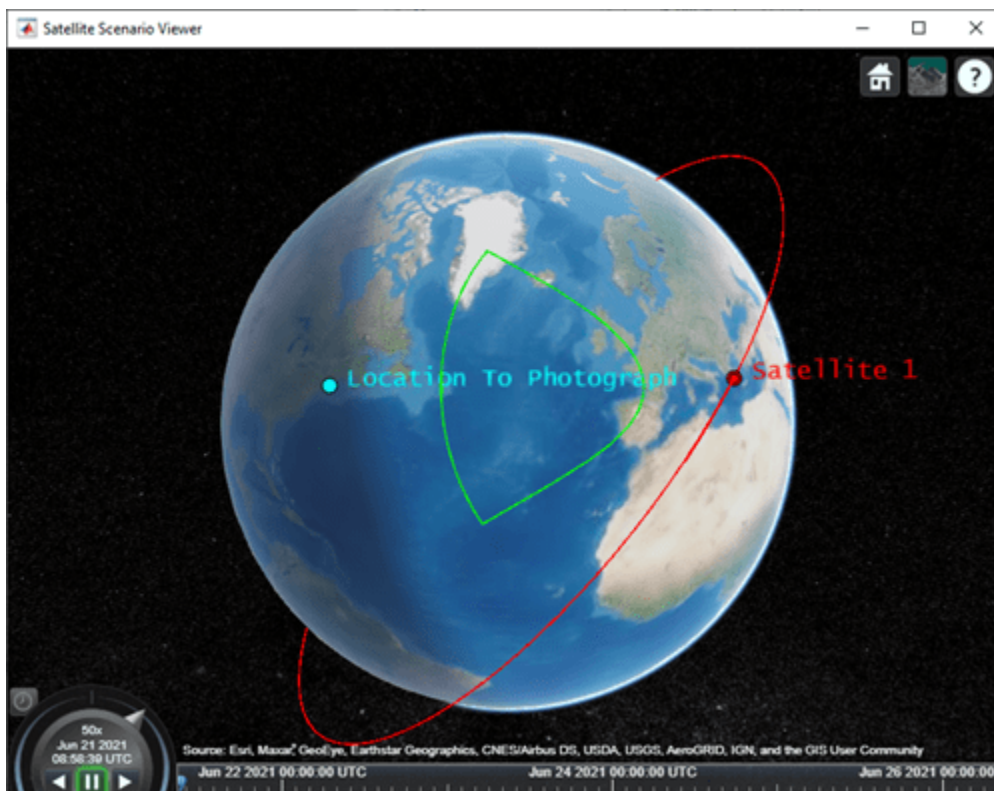 Satellite Scenario Viewer
?
Location To Photograph
Satellite 1
50x
Jun 21 2021
08:58:39 UTC
Source: Esri, Maxar, GeoEye, Earthstar Geographics, CNES/Airbus DS, USDA, USGS, AeroGRID, IGN, and the GIS User Community
Jun 22 2021 00:00:00 UTC Jun 24 2021 00:00:00 UTC Jun 26 2021 00:00:00 UTC